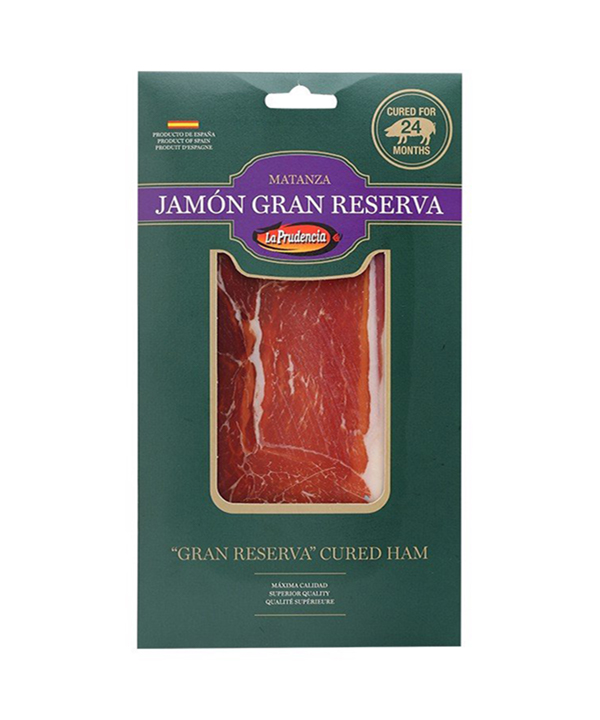 PRODUCTO DE ESPAÑA
PRODUCT OF SPAIN
PRODUIT D'ESPAGNE
CURED FOR
24
MONTHS
MATANZA
JAMÓN GRAN RESERVA
La Prudencia
"GRAN RESERVA" CURED HAM
MÁXIMA CALIDAD
SUPERIOR QUALITY
QUALITÉ SUPÉRIEURE